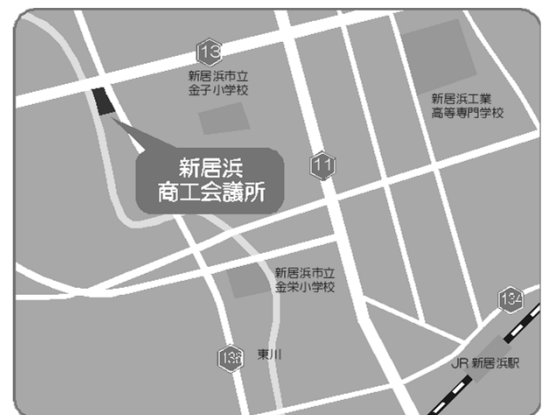 13
新居浜市立
金子小学校
新居浜工業
高等専門学校
新居浜
商工会議所
11
新居浜市立
金栄小学校
134
136
東川
JR 新居浜駅